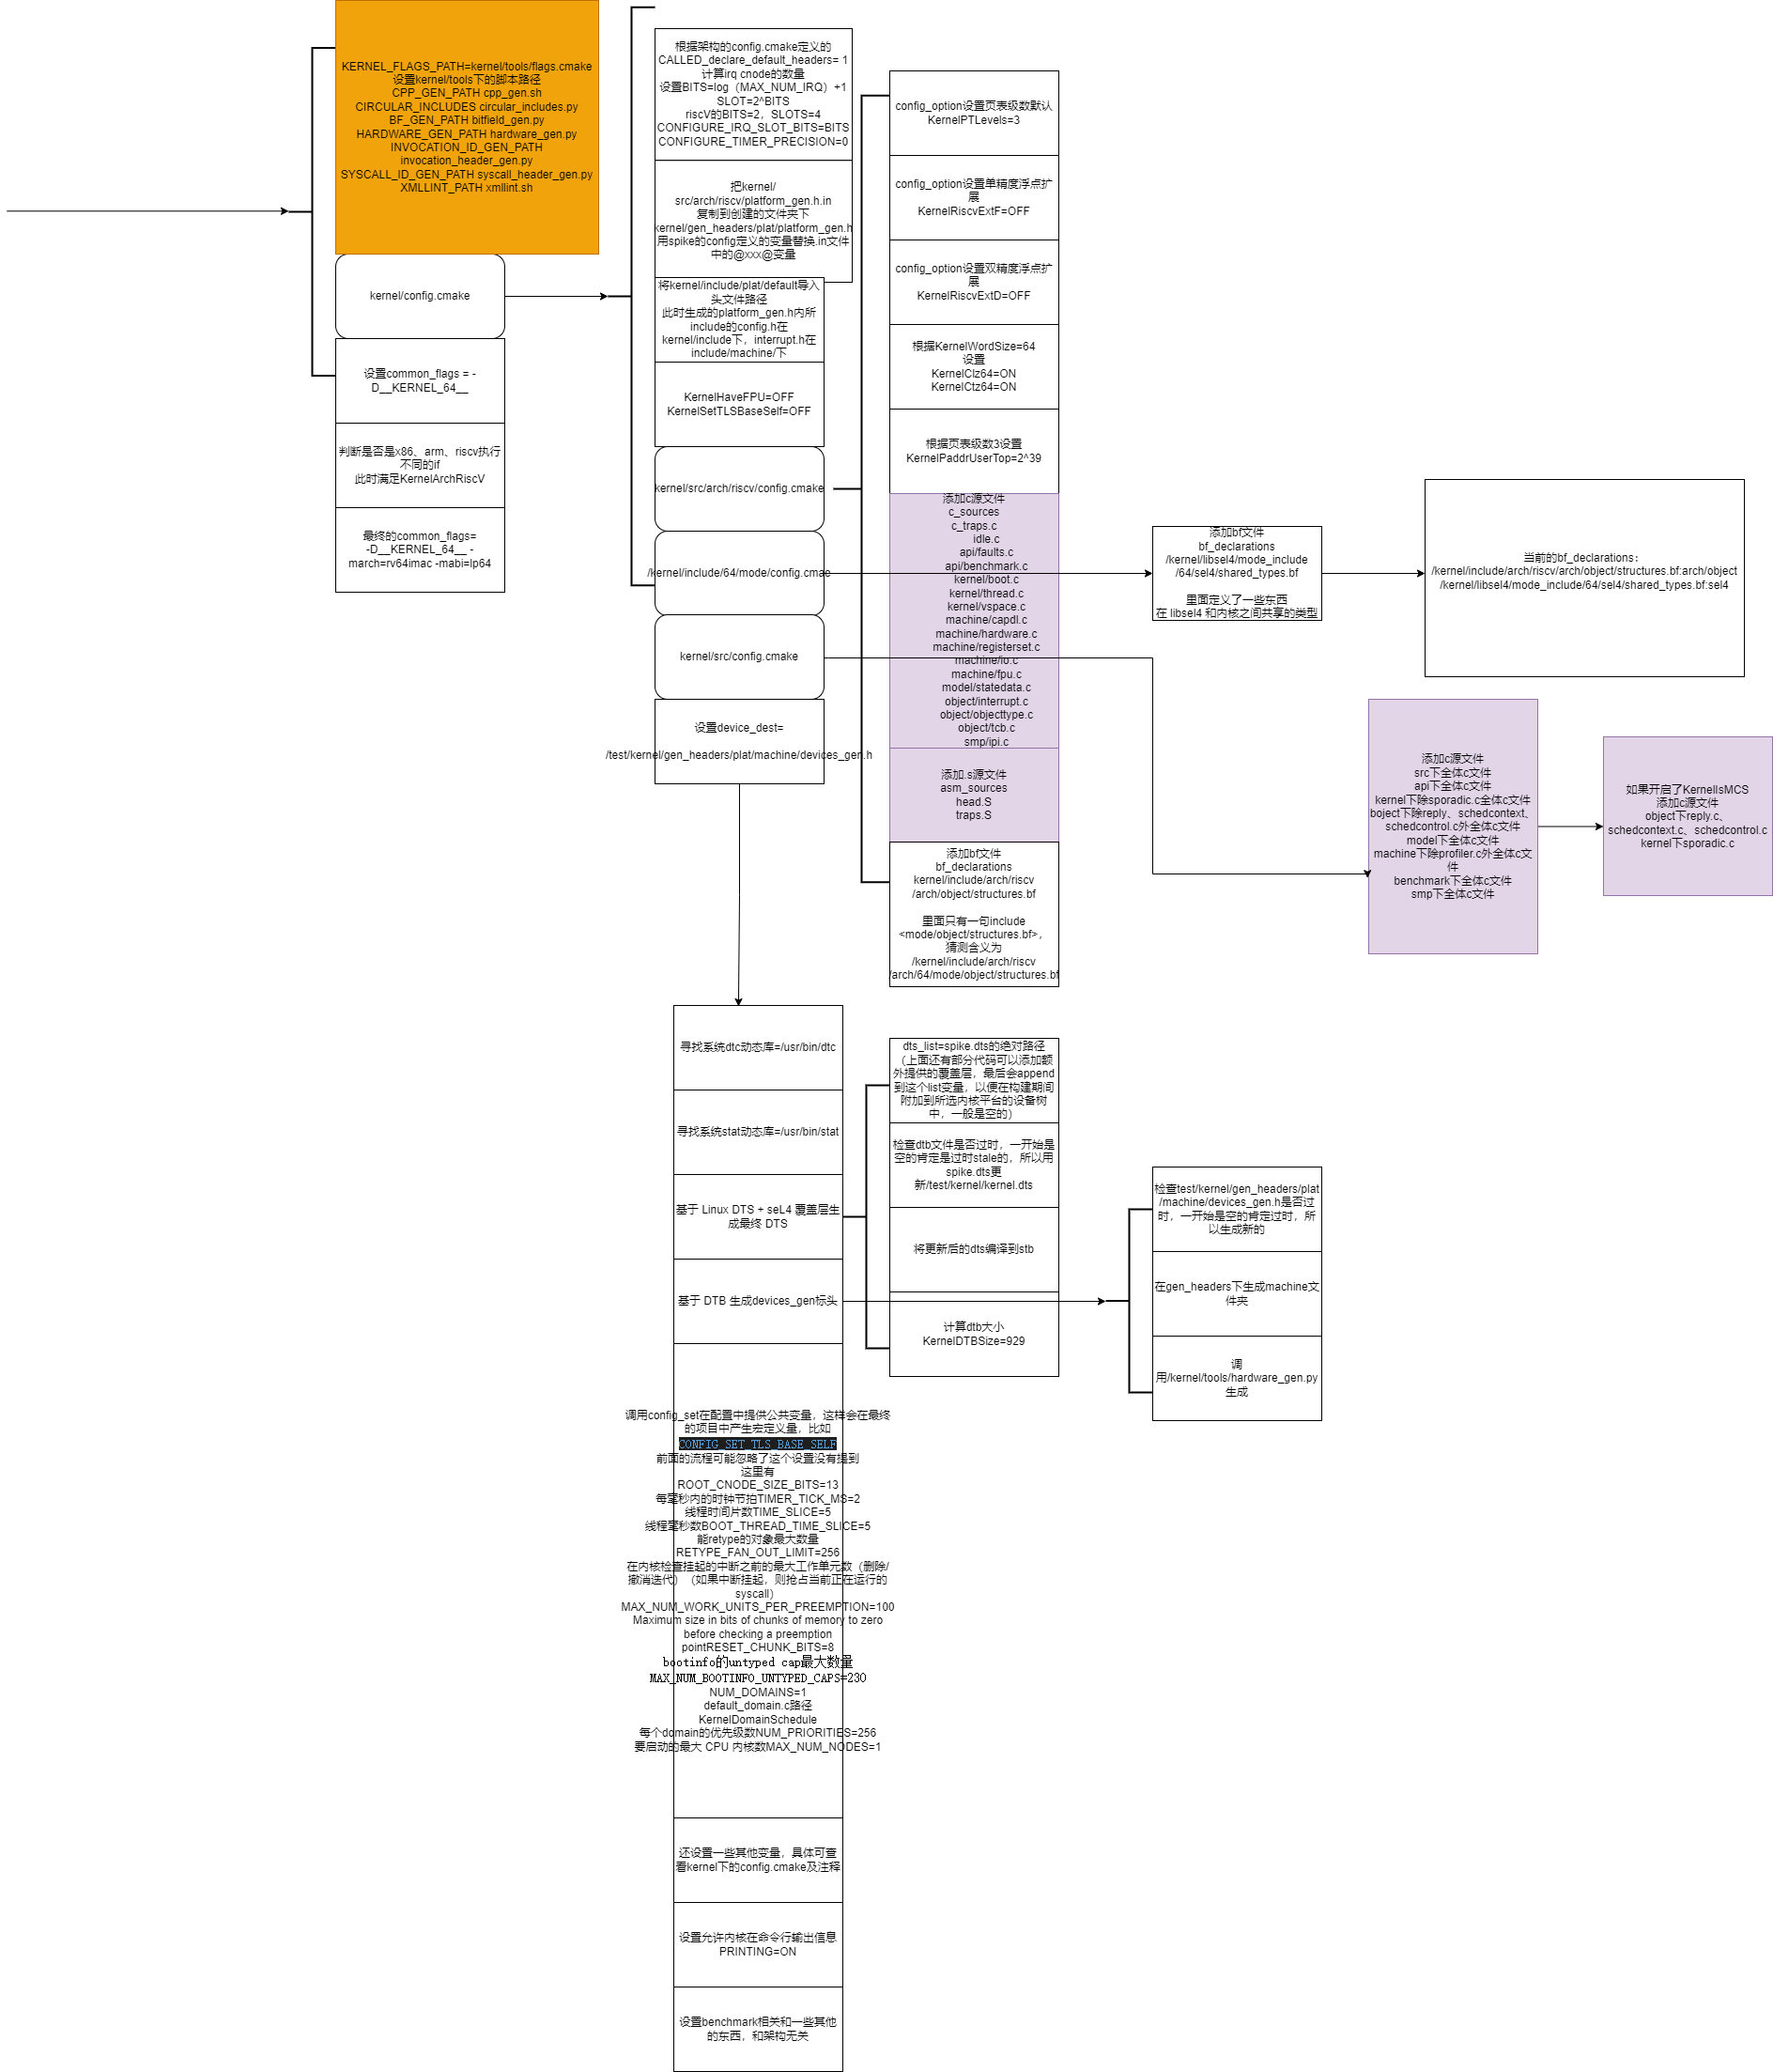 KERNEL_FLAGS_PATH=kernel/tools/flags.cmake
设置kernel/tools下的脚本路径
CPP_GEN_PATH cpp_gen.sh
CIRCULAR_INCLUDES circular_includes.py
BF_GEN_PATH bitfield_gen.py
HARDWARE_GEN_PATH hardware_gen.py
INVOCATION_ID_GEN_PATH
invocation_header_gen.py
SYSCALL_ID_GEN_PATH syscall_header_gen.py
XMLLINT_PATH xmllint.sh
kernel/config.cmake
设置common_flags = -
D__KERNEL_64__
判断是否是x86、arm、riscv执行
不同的if
此时满足KernelArchRiscV
最终的common_flags=
-D__KERNEL_64__ -
march=rv64imac -mabi=lp64
根据架构的config.cmake定义的
CALLED_declare_default_headers= 1
计算irq cnode的数量
设置BITS=log（MAX_NUM_IRQ）+1
SLOT=2^BITS
riscV的BITS=2，SLOTS=4
CONFIGURE_IRQ_SLOT_BITS=BITS
CONFIGURE_TIMER_PRECISION=0
把kernel/
src/arch/riscv/platform_gen.h.in
复制到创建的文件夹下
kernel/gen_headers/plat/platform_gen.h
用spike的config定义的变量替换.in文件
中的@xxx@变量
将kernel/include/plat/default导入
头文件路径
此时生成的platform_gen.h内所
include的config.h在
kernel/include下，interrupt.h在
include/machine/下
KernelHaveFPU=OFF
KernelSetTLSBaseSelf=OFF
kernel/src/arch/riscv/config.cmake
/kernel/include/64/mode/config.cmae
kernel/src/config.cmake
设置device_dest=
/test/kernel/gen_headers/plat/machine/devices_gen.h
config_option设置页表级数默认
KernelPTLevels=3
config_option设置单精度浮点扩
展
KernelRiscvExtF=OFF
config_option设置双精度浮点扩
展
KernelRiscvExtD=OFF
根据KernelWordSize=64
设置
KernelClz64=ON
KernelCtz64=ON
根据页表级数3设置
KernelPaddrUserTop=2^39
添加c源文件
c_sources
c_traps.c
idle.c
api/faults.c
api/benchmark.c
kernel/boot.c
kernel/thread.c
kernel/vspace.c
machine/capdl.c
machine/hardware.c
machine/registerset.c
machine/io.c
machine/fpu.c
model/statedata.c
object/interrupt.c
object/objecttype.c
object/tcb.c
smp/ipi.c
添加.s源文件
asm_sources
head.S
traps.S
添加bf文件
bf_declarations
kernel/include/arch/riscv
/arch/object/structures.bf
里面只有一句include
<mode/object/structures.bf>，
猜测含义为
/kernel/include/arch/riscv
/arch/64/mode/object/structures.bf
添加bf文件
bf_declarations
/kernel/libsel4/mode_include
/64/sel4/shared_types.bf
里面定义了一些东西
在 libsel4 和内核之间共享的类型
当前的bf_declarations：
/kernel/include/arch/riscv/arch/object/structures.bf:arch/object
/kernel/libsel4/mode_include/64/sel4/shared_types.bf:sel4
添加c源文件
src下全体c文件
api下全体c文件
kernel下除sporadic.c全体c文件
boject下除reply、schedcontext、
schedcontrol.c外全体c文件
model下全体c文件
machine下除profiler.c外全体c文
件
benchmark下全体c文件
smp下全体c文件
如果开启了KernelIsMCS
添加c源文件
object下reply.c、
schedcontext.c、schedcontrol.c
kernel下sporadic.c
寻找系统dtc动态库=/usr/bin/dtc
寻找系统stat动态库=/usr/bin/stat
基于 Linux DTS + seL4 覆盖层生
成最终 DTS
基于 DTB 生成devices_gen标头
调用config_set在配置中提供公共变量，这样会在最终
的项目中产生宏定义量，比如
CONFIG_SET_TLS_BASE_SELF
前面的流程可能忽略了这个设置没有提到
这里有
ROOT_CNODE_SIZE_BITS=13
每毫秒内的时钟节拍TIMER_TICK_MS=2
线程时间片数TIME_SLICE=5
线程毫秒数BOOT_THREAD_TIME_SLICE=5
能retype的对象最大数量
RETYPE_FAN_OUT_LIMIT=256
在内核检查挂起的中断之前的最大工作单元数（删除/
撤消迭代）（如果中断挂起，则抢占当前正在运行的
syscall）
MAX_NUM_WORK_UNITS_PER_PREEMPTION=100
Maximum size in bits of chunks of memory to zero
before checking a preemption
pointRESET_CHUNK_BITS=8
bootinfo的untyped cap最大数量
MAX_NUM_BOOTINFO_UNTYPED_CAPS=230
NUM_DOMAINS=1
default_domain.c路径
KernelDomainSchedule
每个domain的优先级数NUM_PRIORITIES=256
要启动的最大 CPU 内核数MAX_NUM_NODES=1
还设置一些其他变量，具体可查
看kernel下的config.cmake及注释
设置允许内核在命令行输出信息
PRINTING=ON
设置benchmark相关和一些其他
的东西，和架构无关
dts_list=spike.dts的绝对路径
（上面还有部分代码可以添加额
外提供的覆盖层，最后会append
到这个list变量，以便在构建期间
附加到所选内核平台的设备树
中，一般是空的）
检查dtb文件是否过时，一开始是
空的肯定是过时stale的，所以用
spike.dts更
新/test/kernel/kernel.dts
将更新后的dts编译到stb
计算dtb大小
KernelDTBSize=929
检查test/kernel/gen_headers/plat
/machine/devices_gen.h是否过
时，一开始是空的肯定过时，所
以生成新的
在gen_headers下生成machine文
件夹
调
用/kernel/tools/hardware_gen.py
生成